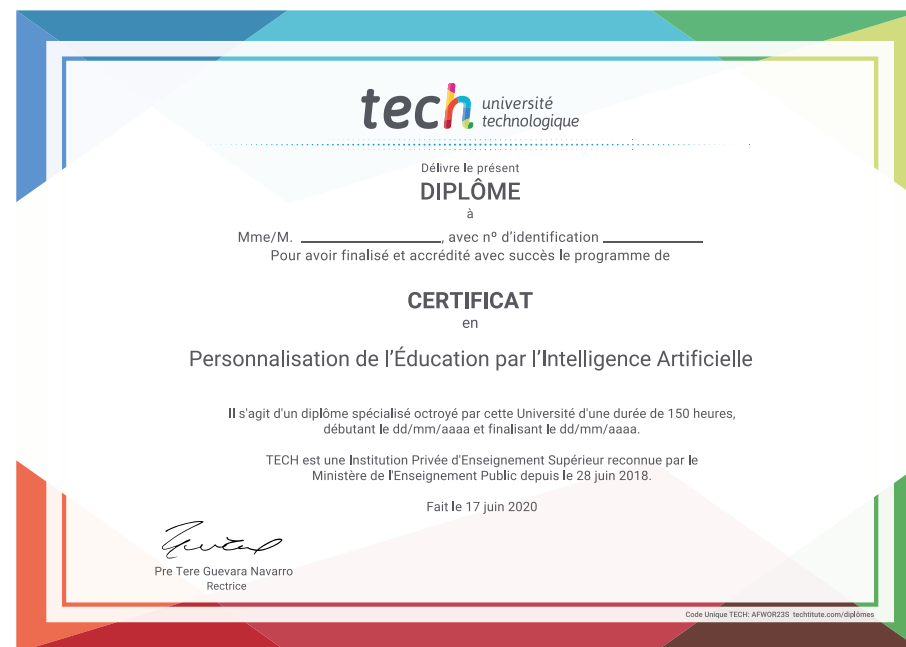 tech université
technologique
Délivre le présent
DIPLÔME
à
Mme/M. ____________________, avec nº d'identification ______________
Pour avoir finalisé et accrédité avec succès le programme de
CERTIFICAT
en
Personnalisation de l'Éducation par l'Intelligence Artificielle
Il s'agit d'un diplôme spécialisé octroyé par cette Université d'une durée de 150 heures,
débutant le dd/mm/aaaa et finalisant le dd/mm/aaaa.
TECH est une Institution Privée d'Enseignement Supérieur reconnue par le
Ministère de l'Enseignement Public depuis le 28 juin 2018.
Fait le 17 juin 2020
Pre Tere Guevara Navarro
Rectrice
Code Unique TECH: AFWOR23S techtitute.com/diplômes